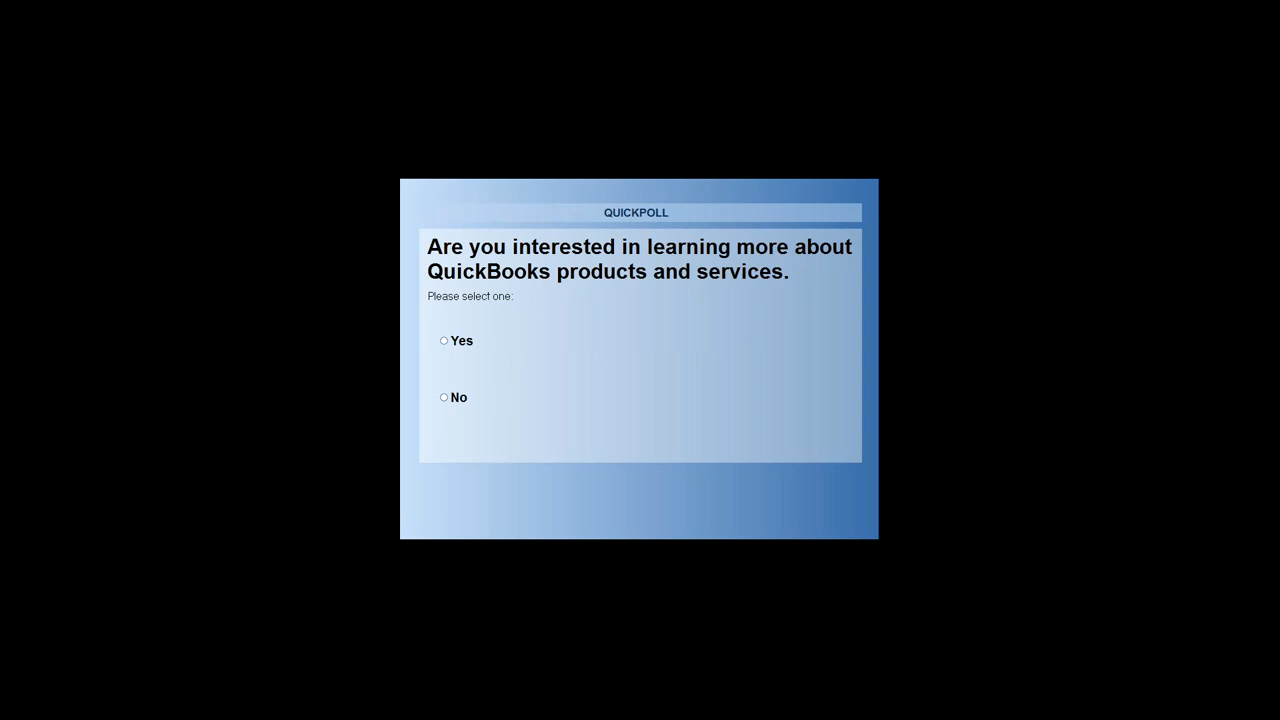 QUICKPOLL
Are you interested in learning more about
QuickBooks products and services.
Please select one:
Yes
No